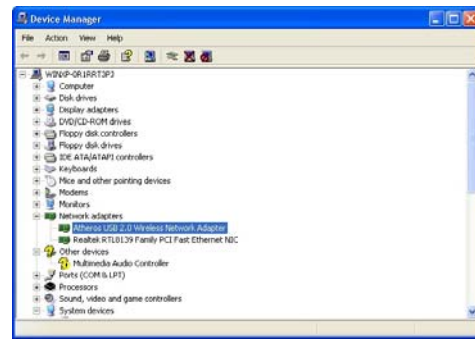 Device Manager
File Action View Help
WINXP-0R1RRT3PJ
Computer
Disk drives
Display adapters
DVD/CD-ROM drives
Floppy disk controllers
Floppy disk drives
IDE ATA/ATAPI controllers
Keyboards
Mice and other pointing devices
Modems
Monitors
Network adapters
Atheros USB 2.0 Wireless Network Adapter
Realtek RTL8139 Family PCI Fast Ethernet NIC
Other devices
Multimedia Audio Controller
Ports (COM & LPT)
Processors
Sound, video and game controllers
System devices